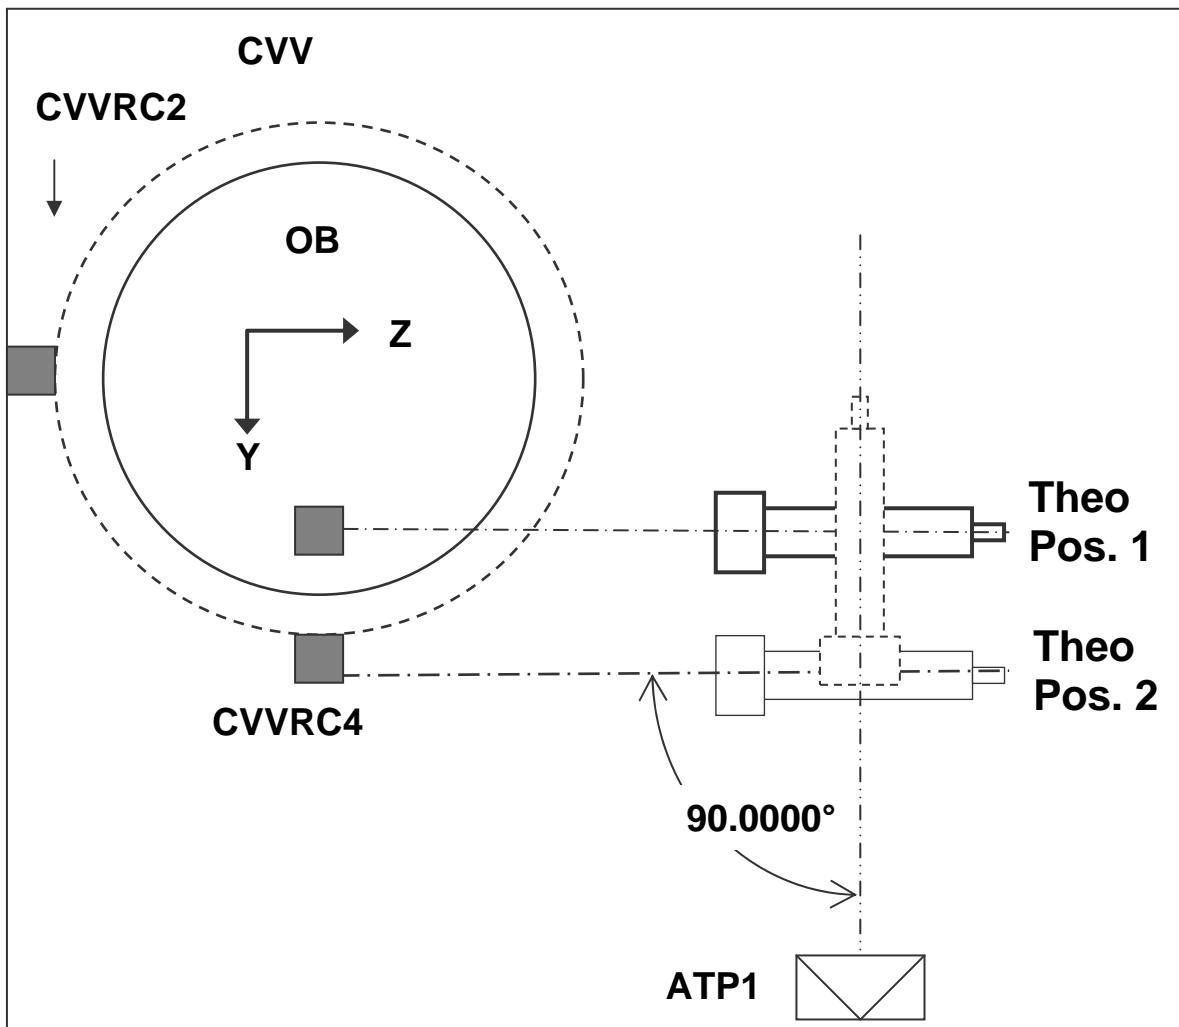 CVV
CVVRC2
OB
Z
Y
Theo
Pos. 1
Theo
Pos. 2
CVVRC4
90.0000°
ATP1